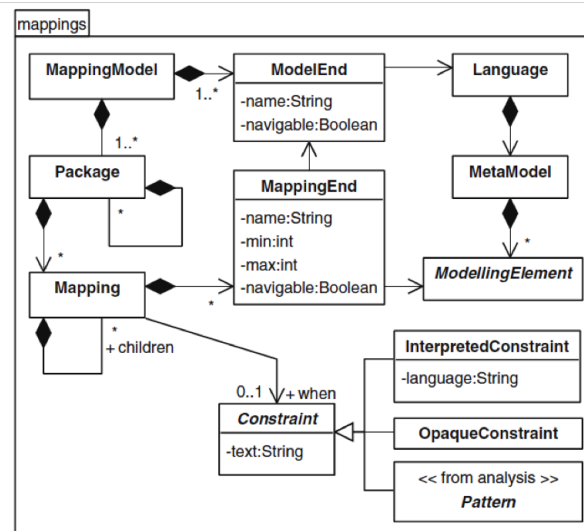 mappings
MappingModel
ModelEnd
-name:String
-navigable:Boolean
Language
1..*
1..*
Package
*
MappingEnd
-name:String
-min:int
-max:int
-navigable:Boolean
MetaModel
*
*
Mapping
*
ModellingElement
*
+ children
0..1
+ when
Constraint
-text:String
InterpretedConstraint
-language:String
OpaqueConstraint
<< from analysis >>
Pattern